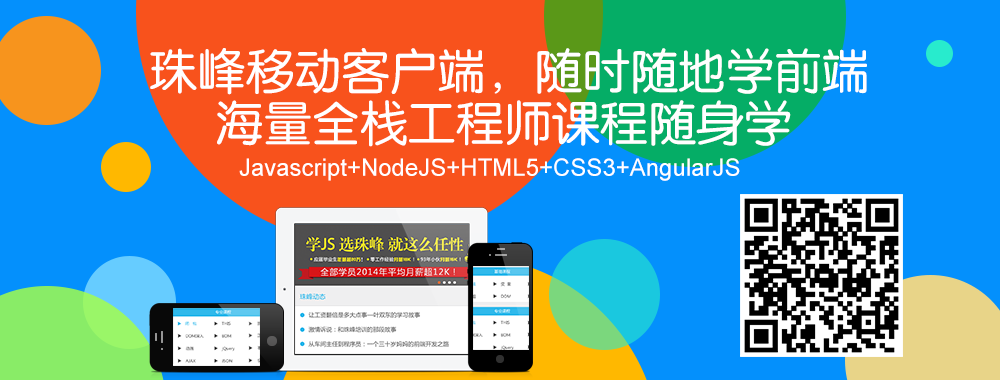 珠峰移动客户端，随时随地学前端
海量全栈工程师课程随身学
Javascript+NodeJS+HTML5+CSS3+AngularJS
学JS 选珠峰 就这么任性
全部学员2014年平均月薪超12K！
珠峰动态
让工资翻倍是多大点事—叶双东的学习故事
激情诉说：和珠峰培训的那段故事
从车间主任到程序员：一个三十岁妈妈的前端开发之路
DOM
jQuery
DOM
jQuery
AJAX
JSON